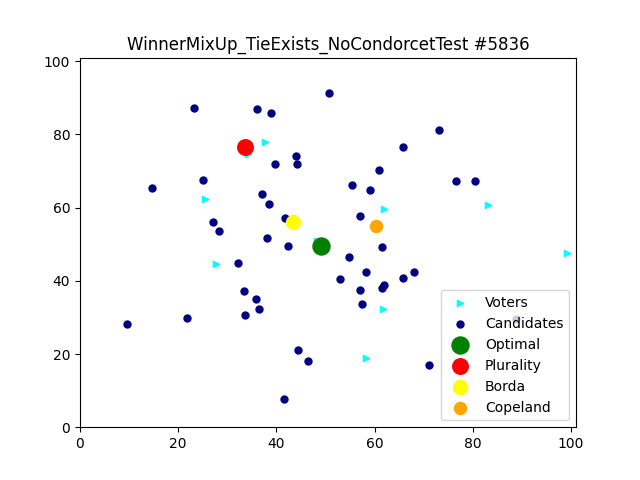 WinnerMixUp_TieExists_NoCondorcetTest #5836
100
80
60
40
20
0
Voters
Candidates
Optimal
Plurality
Borda
Copeland
0 20 40 60 80 100